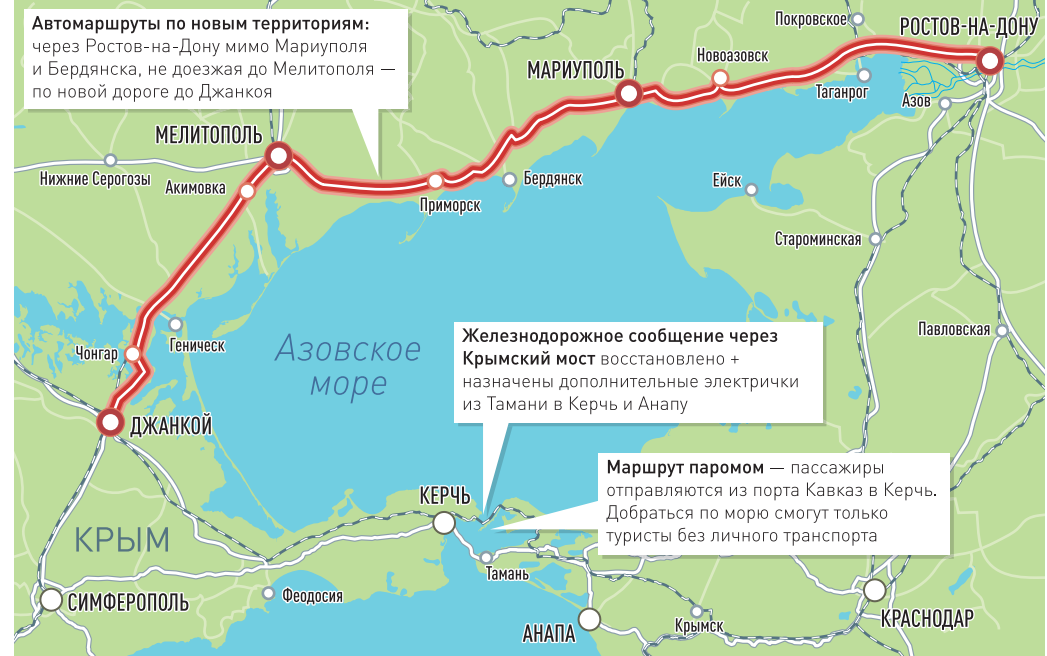 Автомаршруты по новым территориям:
через Ростов-на-Дону мимо Мариуполя
и Бердянска, не доезжая до Мелитополя —
по новой дороге до Джанкоя
Покровское
РОСТОВ-НА-ДОНУ
Новоазовск
МАРИУПОЛЬ
Таганрог
Азов
МЕЛИТОПОЛЬ
Нижние Серогозы
Акимовка
Бердянск
Приморск
Ейск
Староминская
Павловская
Геническ
Чонгар
Азовское
море
Железнодорожное сообщение через
Крымский мост восстановлено +
назначены дополнительные электрички
из Тамани в Керчь и Анапу
ДЖАНКОЙ
Маршрут паромом — пассажиры
отправляются из порта Кавказ в Керчь.
Добраться по морю смогут только
туристы без личного транспорта
КЕРЧЬ
КРЫМ
Тамань
Феодосия
СИМФЕРОПОЛЬ
АНАПА
Крымск
КРАСНОДАР